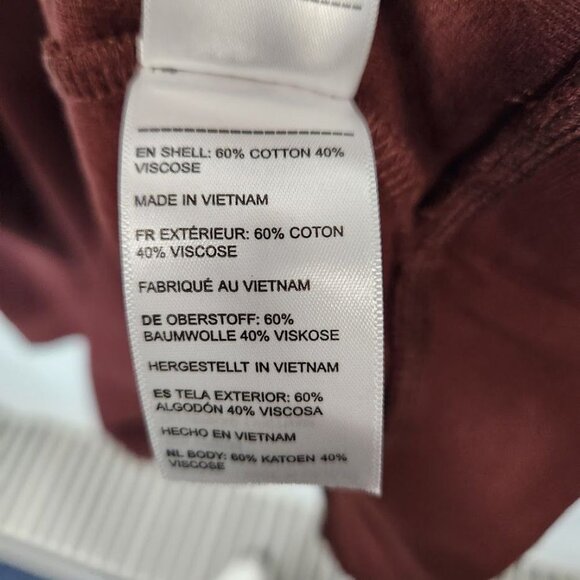 EN SHELL: 60% COTTON 40%
VISCOSE
MADE IN VIETNAM
FR EXTÉRIEUR: 60% COTON
40% VISCOSE
FABRIQUÉ AU VIETNAM
DE OBERSTOFF: 60%
BAUMWOLLE 40% VISKOSE
HERGESTELLT IN VIETNAM
ES TELA EXTERIOR: 60%
ALGODÓN 40% VISCOSA
HECHO EN VIETNAM
NL BODY: 60% KATOEN 40%
VISCOSE